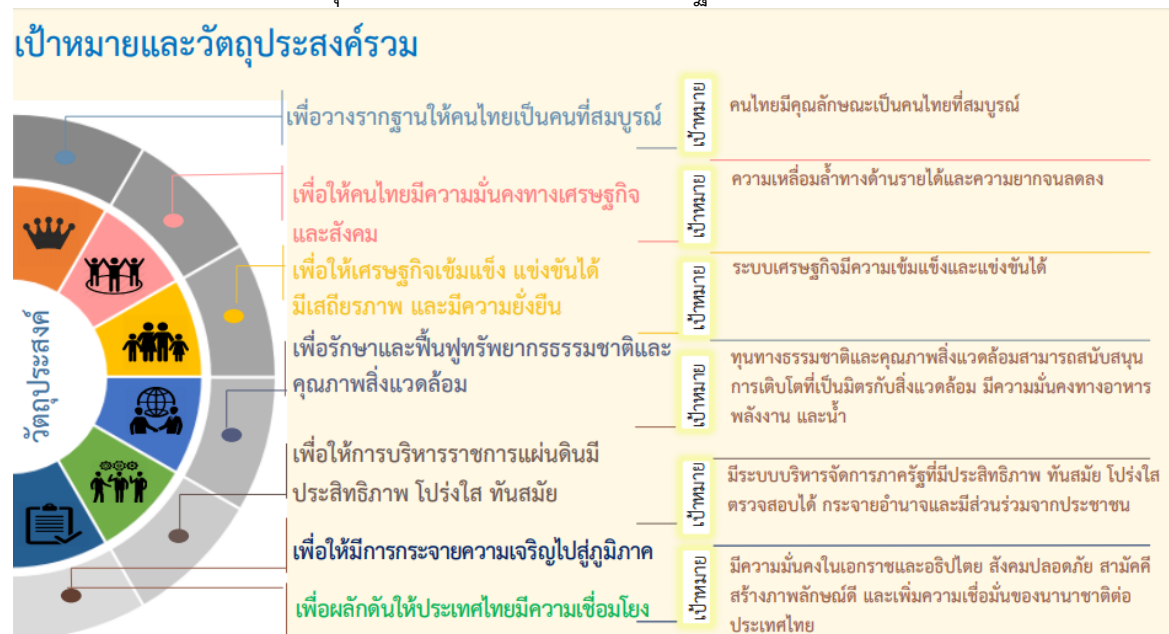 เป้าหมายและวัตถุประสงค์รวม
วัตถุประสงค์
เพื่อวางรากฐานให้คนไทยเป็นคนที่สมบูรณ์
เป้าหมาย
คนไทยมีคุณลักษณะเป็นคนไทยที่สมบูรณ์
เพื่อให้คนไทยมีความมั่นคงทางเศรษฐกิจ
และสังคม
เป้าหมาย
ความเหลื่อมล้ำทางด้านรายได้และความยากจนลดลง
เพื่อให้เศรษฐกิจเข้มแข็ง แข่งขันได้
มีเสถียรภาพ และมีความยั่งยืน
เป้าหมาย
ระบบเศรษฐกิจมีความเข้มแข็งและแข่งขันได้
เพื่อรักษาและฟื้นฟูทรัพยากรธรรมชาติและ
คุณภาพสิ่งแวดล้อม
เป้าหมาย
ทุนทางธรรมชาติและคุณภาพสิ่งแวดล้อมสามารถสนับสนุน
การเติบโตที่เป็นมิตรกับสิ่งแวดล้อม มีความมั่นคงทางอาหาร
พลังงาน และน้ำ
เพื่อให้การบริหารราชการแผ่นดินมี
ประสิทธิภาพ โปร่งใส ทันสมัย
เป้าหมาย
มีระบบบริหารจัดการภาครัฐที่มีประสิทธิภาพ ทันสมัย โปร่งใส
ตรวจสอบได้ กระจายอำนาจและมีส่วนร่วมจากประชาชน
เพื่อให้มีการกระจายความเจริญไปสู่ภูมิภาค
เพื่อผลักดันให้ประเทศไทยมีความเชื่อมโยง
เป้าหมาย
มีความมั่นคงในเอกราชและอธิปไตย สังคมปลอดภัย สามัคคี
สร้างภาพลักษณ์ดี และเพิ่มความเชื่อมั่นของนานาชาติต่อ
ประเทศไทย